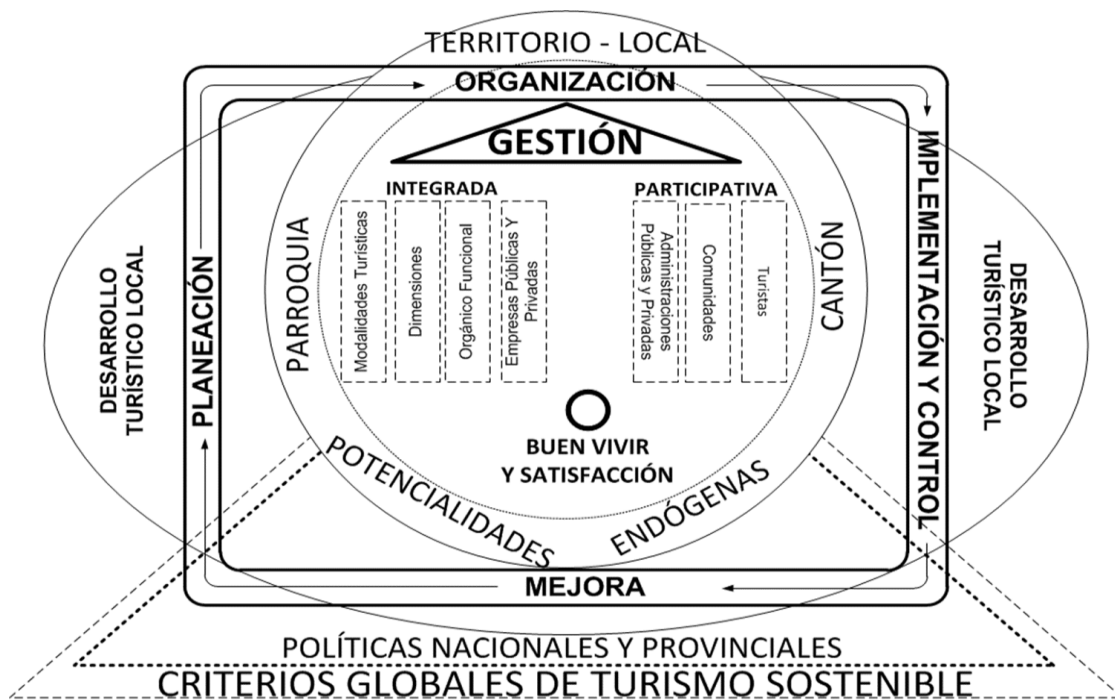 TERRITORIO - LOCAL
ORGANIZACIÓN
GESTIÓN
INTEGRADA
PARTICIPATIVA
Modalidades Turísticas
Dimensiones
Orgánico Funcional
Empresas Públicas Y
Privadas
Administraciones
Públicas y Privadas
Comunidades
Turistas
PARROQUIA
CANTÓN
DESARROLLO
TURÍSTICO LOCAL
PLANEACIÓN
IMPLEMENTACIÓN Y CONTROL
DESARROLLO
TURÍSTICO LOCAL
BUEN VIVIR
Y SATISFACCIÓN
POTENCIALIDADES
ENDÓGENAS
MEJORA
POLÍTICAS NACIONALES Y PROVINCIALES
CRITERIOS GLOBALES DE TURISMO SOSTENIBLE